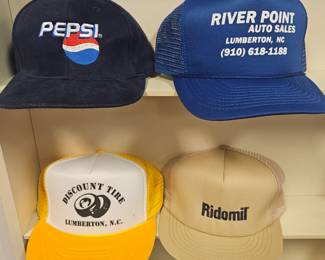 PEPSI
RIVER POINT
AUTO SALES
LUMBERTON, NC
(910) 618-1188
DISCOUNT TIRE
LUMBERTON, N.C.
Ridomil